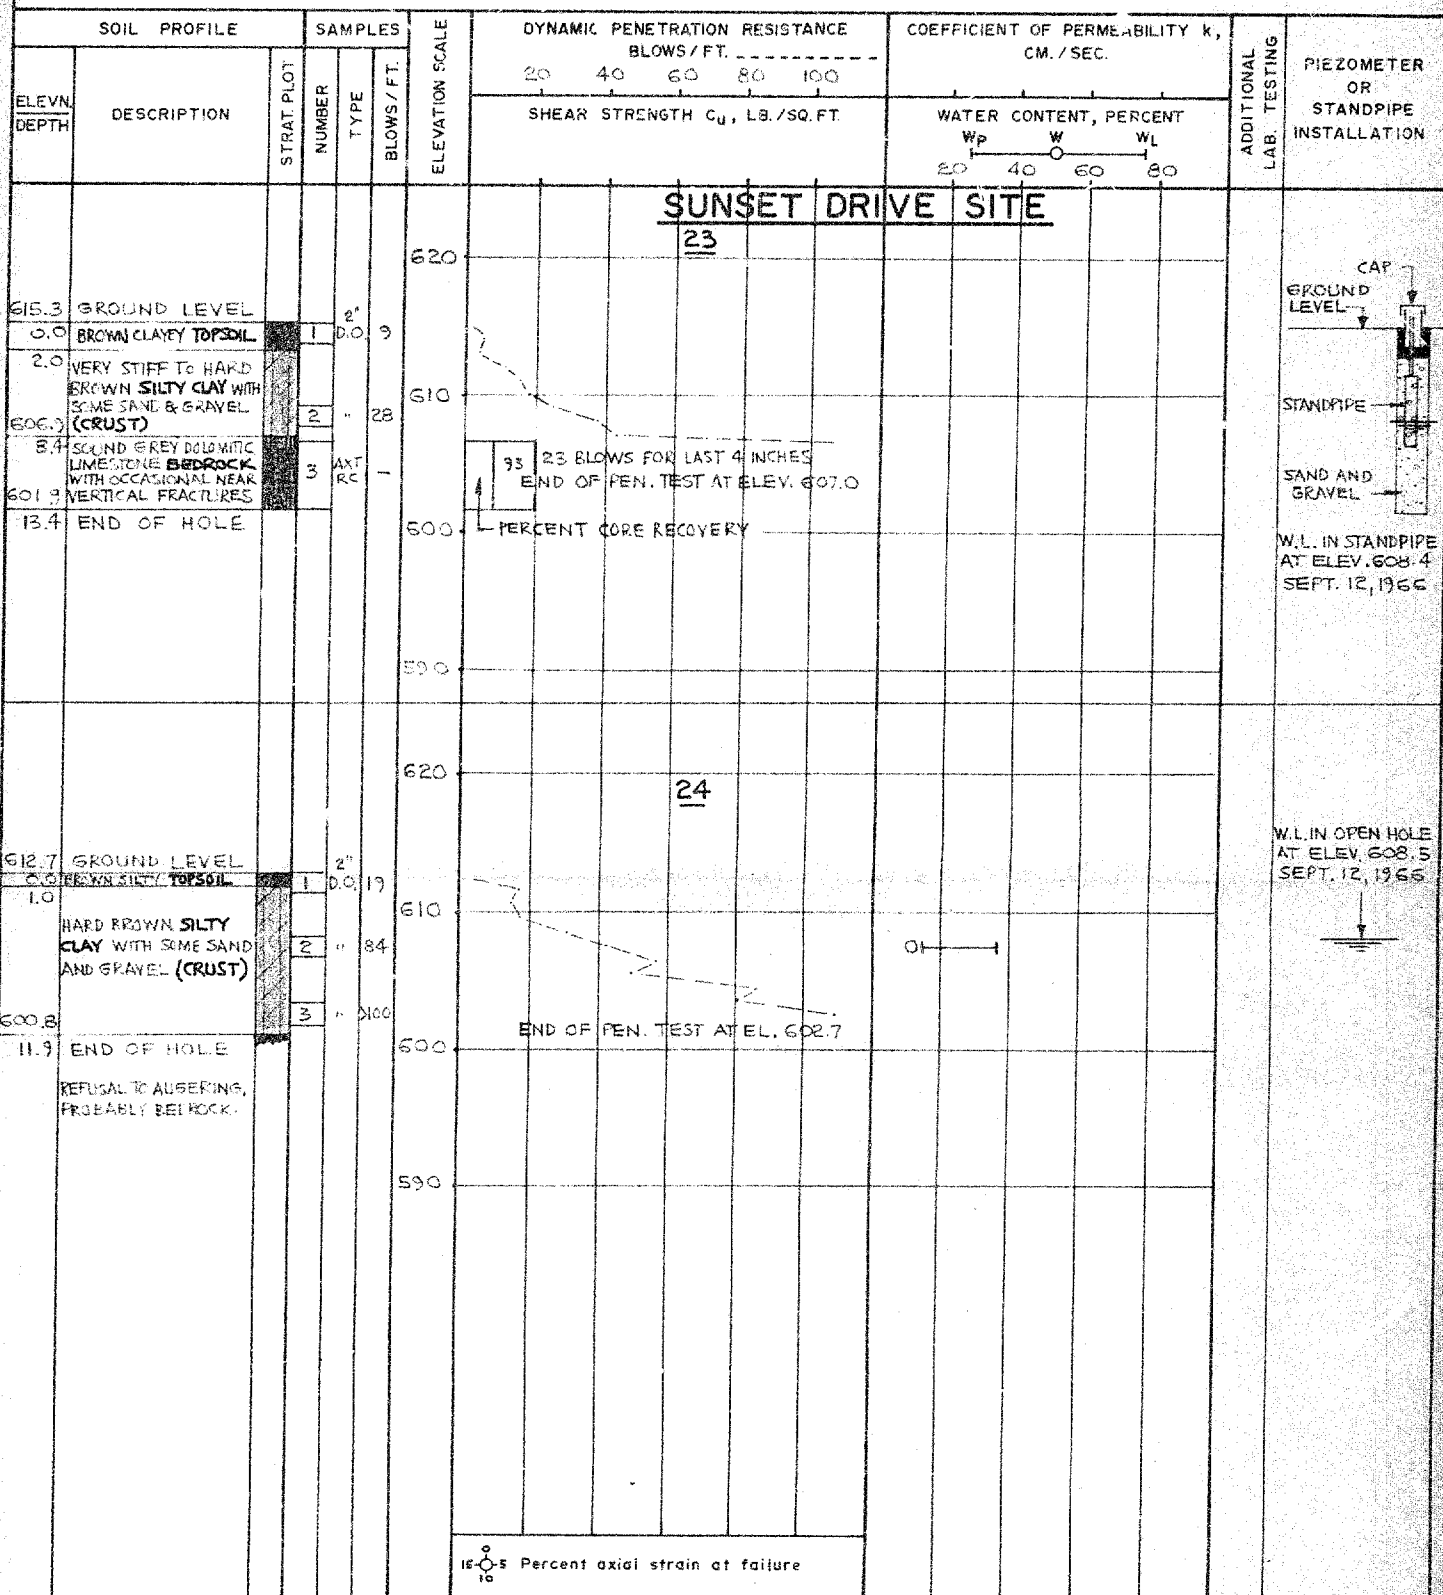 SOIL PROFILE
SAMPLES
ELEVN.
DEPTH
DESCRIPTION
STRAT. PLOT
NUMBER
TYPE
BLOWS / FT.
ELEVATION SCALE
DYNAMIC PENETRATION RESISTANCE
BLOWS / FT. ----------
20 40 60 80 100
SHEAR STRENGTH Cu, LB./SQ.FT.
COEFFICIENT OF PERMEABILITY k,
CM. / SEC.
WATER CONTENT, PERCENT
WP W WL
20 40 60 80
ADDITIONAL
LAB. TESTING
PIEZOMETER
OR
STANDPIPE
INSTALLATION
SUNSET DRIVE SITE
23
620
610
600
590
615.3 GROUND LEVEL
0.0 BROWN CLAYEY TOPSOIL
1 2" D.O. 9
2.0 VERY STIFF TO HARD
BROWN SILTY CLAY WITH
SOME SAND & GRAVEL
606.9 (CRUST)
2 " 28
8.4 SOUND GREY DOLOMITIC
LIMESTONE BEDROCK
WITH OCCASIONAL NEAR
601.9 VERTICAL FRACTURES
3 AXT RC –
13.4 END OF HOLE
93
23 BLOWS FOR LAST 4 INCHES
END OF PEN. TEST AT ELEV. 607.0
PERCENT CORE RECOVERY
CAP
GROUND
LEVEL
STANDPIPE
SAND AND
GRAVEL
W.L. IN STANDPIPE
AT ELEV. 608.4
SEPT. 12, 1966
24
620
610
600
590
612.7 GROUND LEVEL
0.0 BROWN SILTY TOPSOIL
1.0
1 2" D.O. 19
HARD BROWN SILTY
CLAY WITH SOME SAND
AND GRAVEL (CRUST)
2 " 84
3 " >100
600.8
11.9 END OF HOLE
REFUSAL TO AUGERING,
PROBABLY BEDROCK.
END OF PEN. TEST AT EL. 602.7
W.L. IN OPEN HOLE
AT ELEV. 608.5
SEPT. 12, 1966
0
15 5 Percent axial strain at failure
10